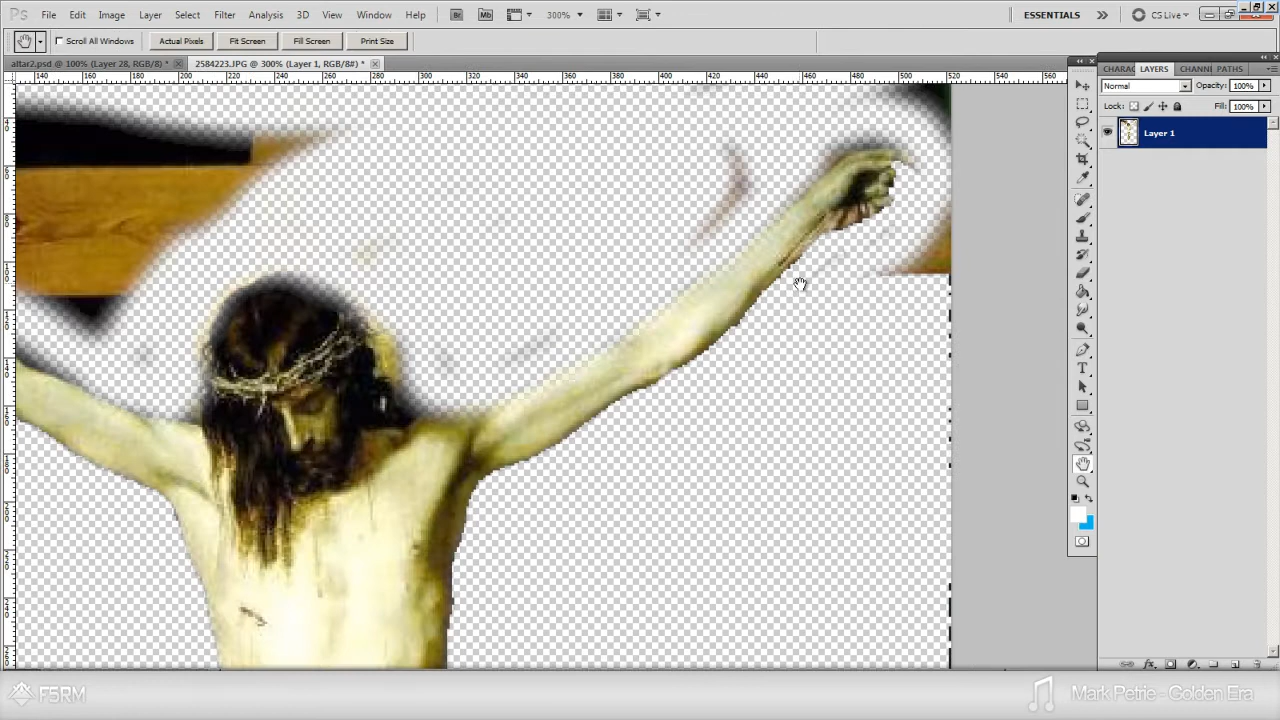 Ps File Edit Image Layer Select Filter Analysis 3D View Window Help Br Mb 300% ESSENTIALS CS Live
Scroll All Windows Actual Pixels Fit Screen Fill Screen Print Size
altar2.psd @ 100% (Layer 28, RGB/8) * 2584223.JPG @ 300% (Layer 1, RGB/8#) *
140 160 180 200 220 240 260 280 300 320 340 360 380 400 420 440 460 480 500 520 540 560
CHARAC LAYERS CHANNI PATHS
Normal Opacity: 100%
Lock: Fill: 100%
Layer 1
F5RM
Mark Petrie - Golden Era